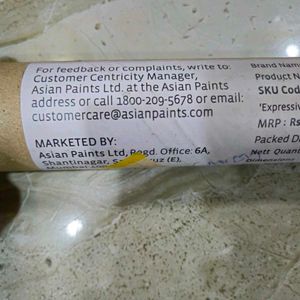 For feedback or complaints, write to:
Customer Centricity Manager,
Asian Paints Ltd. at the Asian Paints
address or call 1800-209-5678 or email:
customercare@asianpaints.com
MARKETED BY:
Asian Paints Ltd, Regd. Office: 6A,
Shantinagar,
(E),
Brand Nam
Product N
SKU Cod
'Expressiv
MRP : Rs
Packed Da
Nett Quan
Dimensions